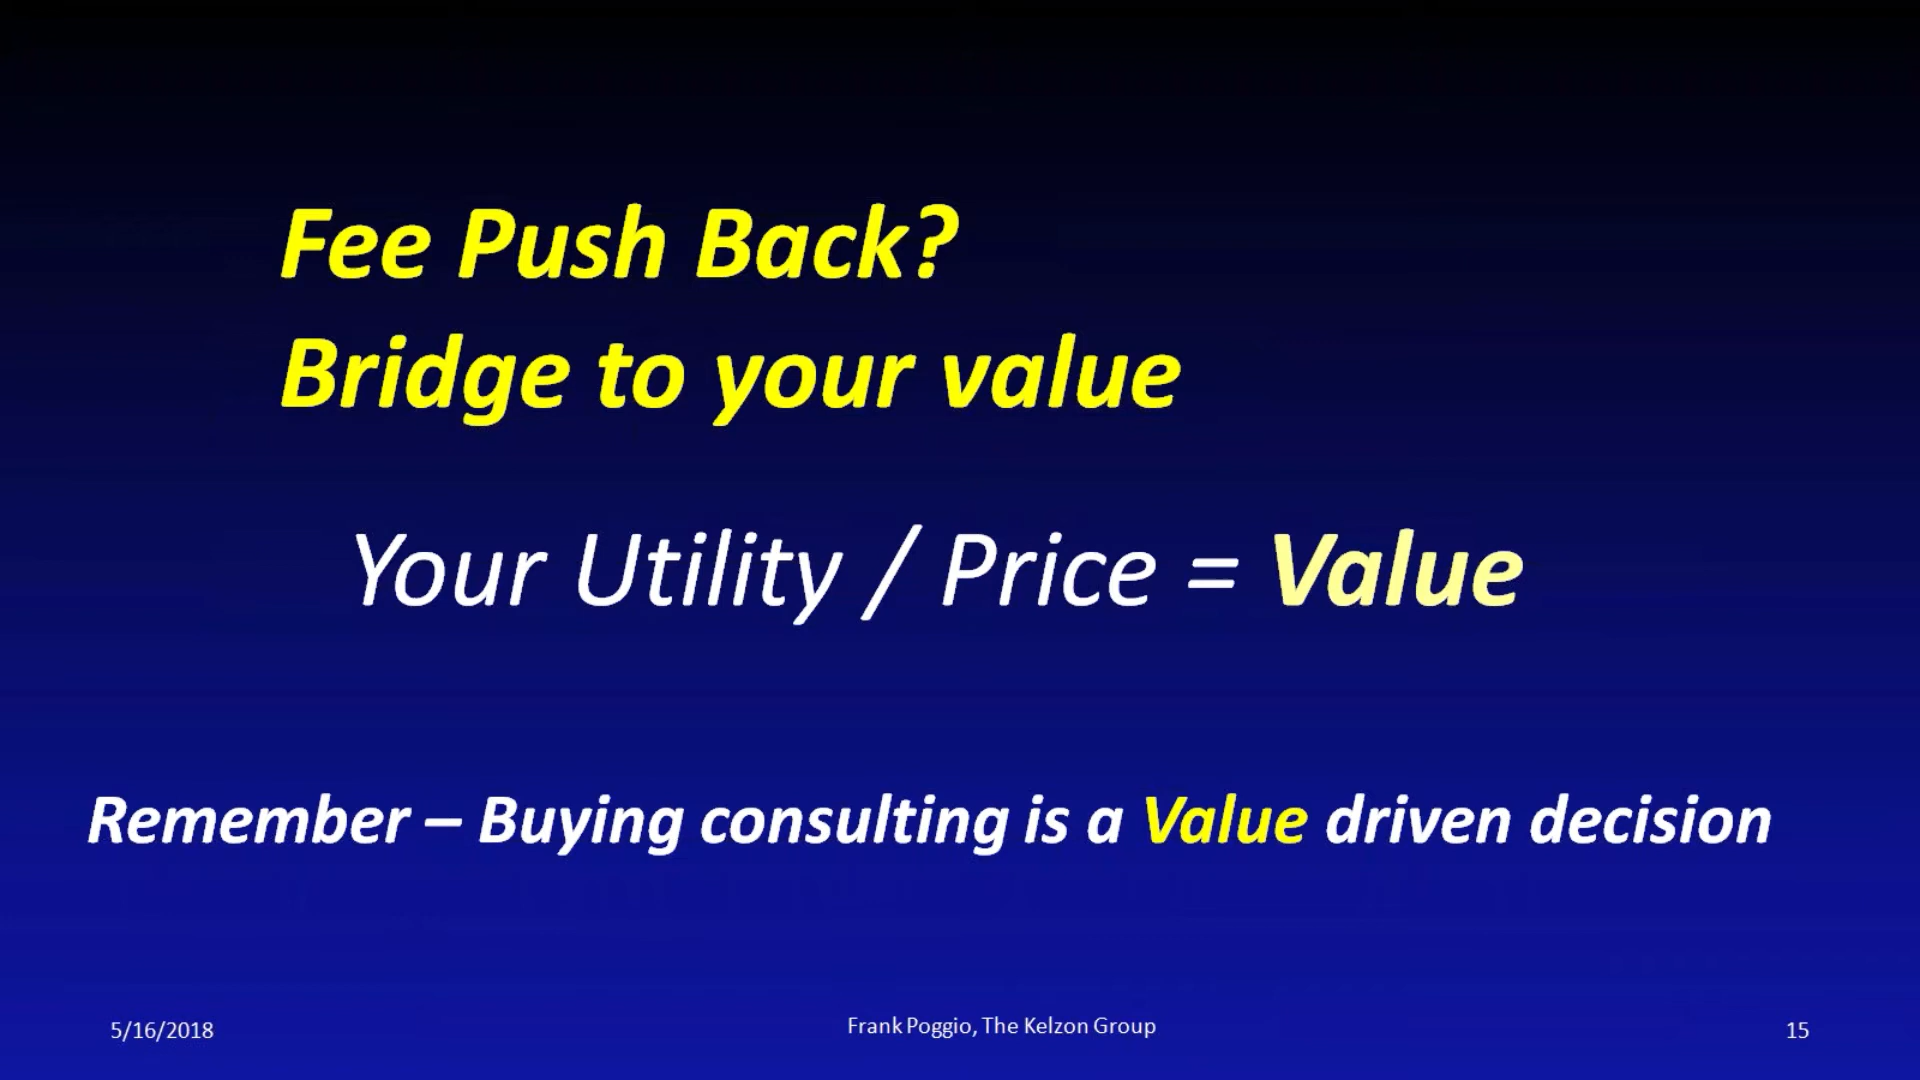 Fee Push Back?
Bridge to your value
Your Utility / Price = Value
Remember – Buying consulting is a Value driven decision
5/16/2018
Frank Poggio, The Kelzon Group
15